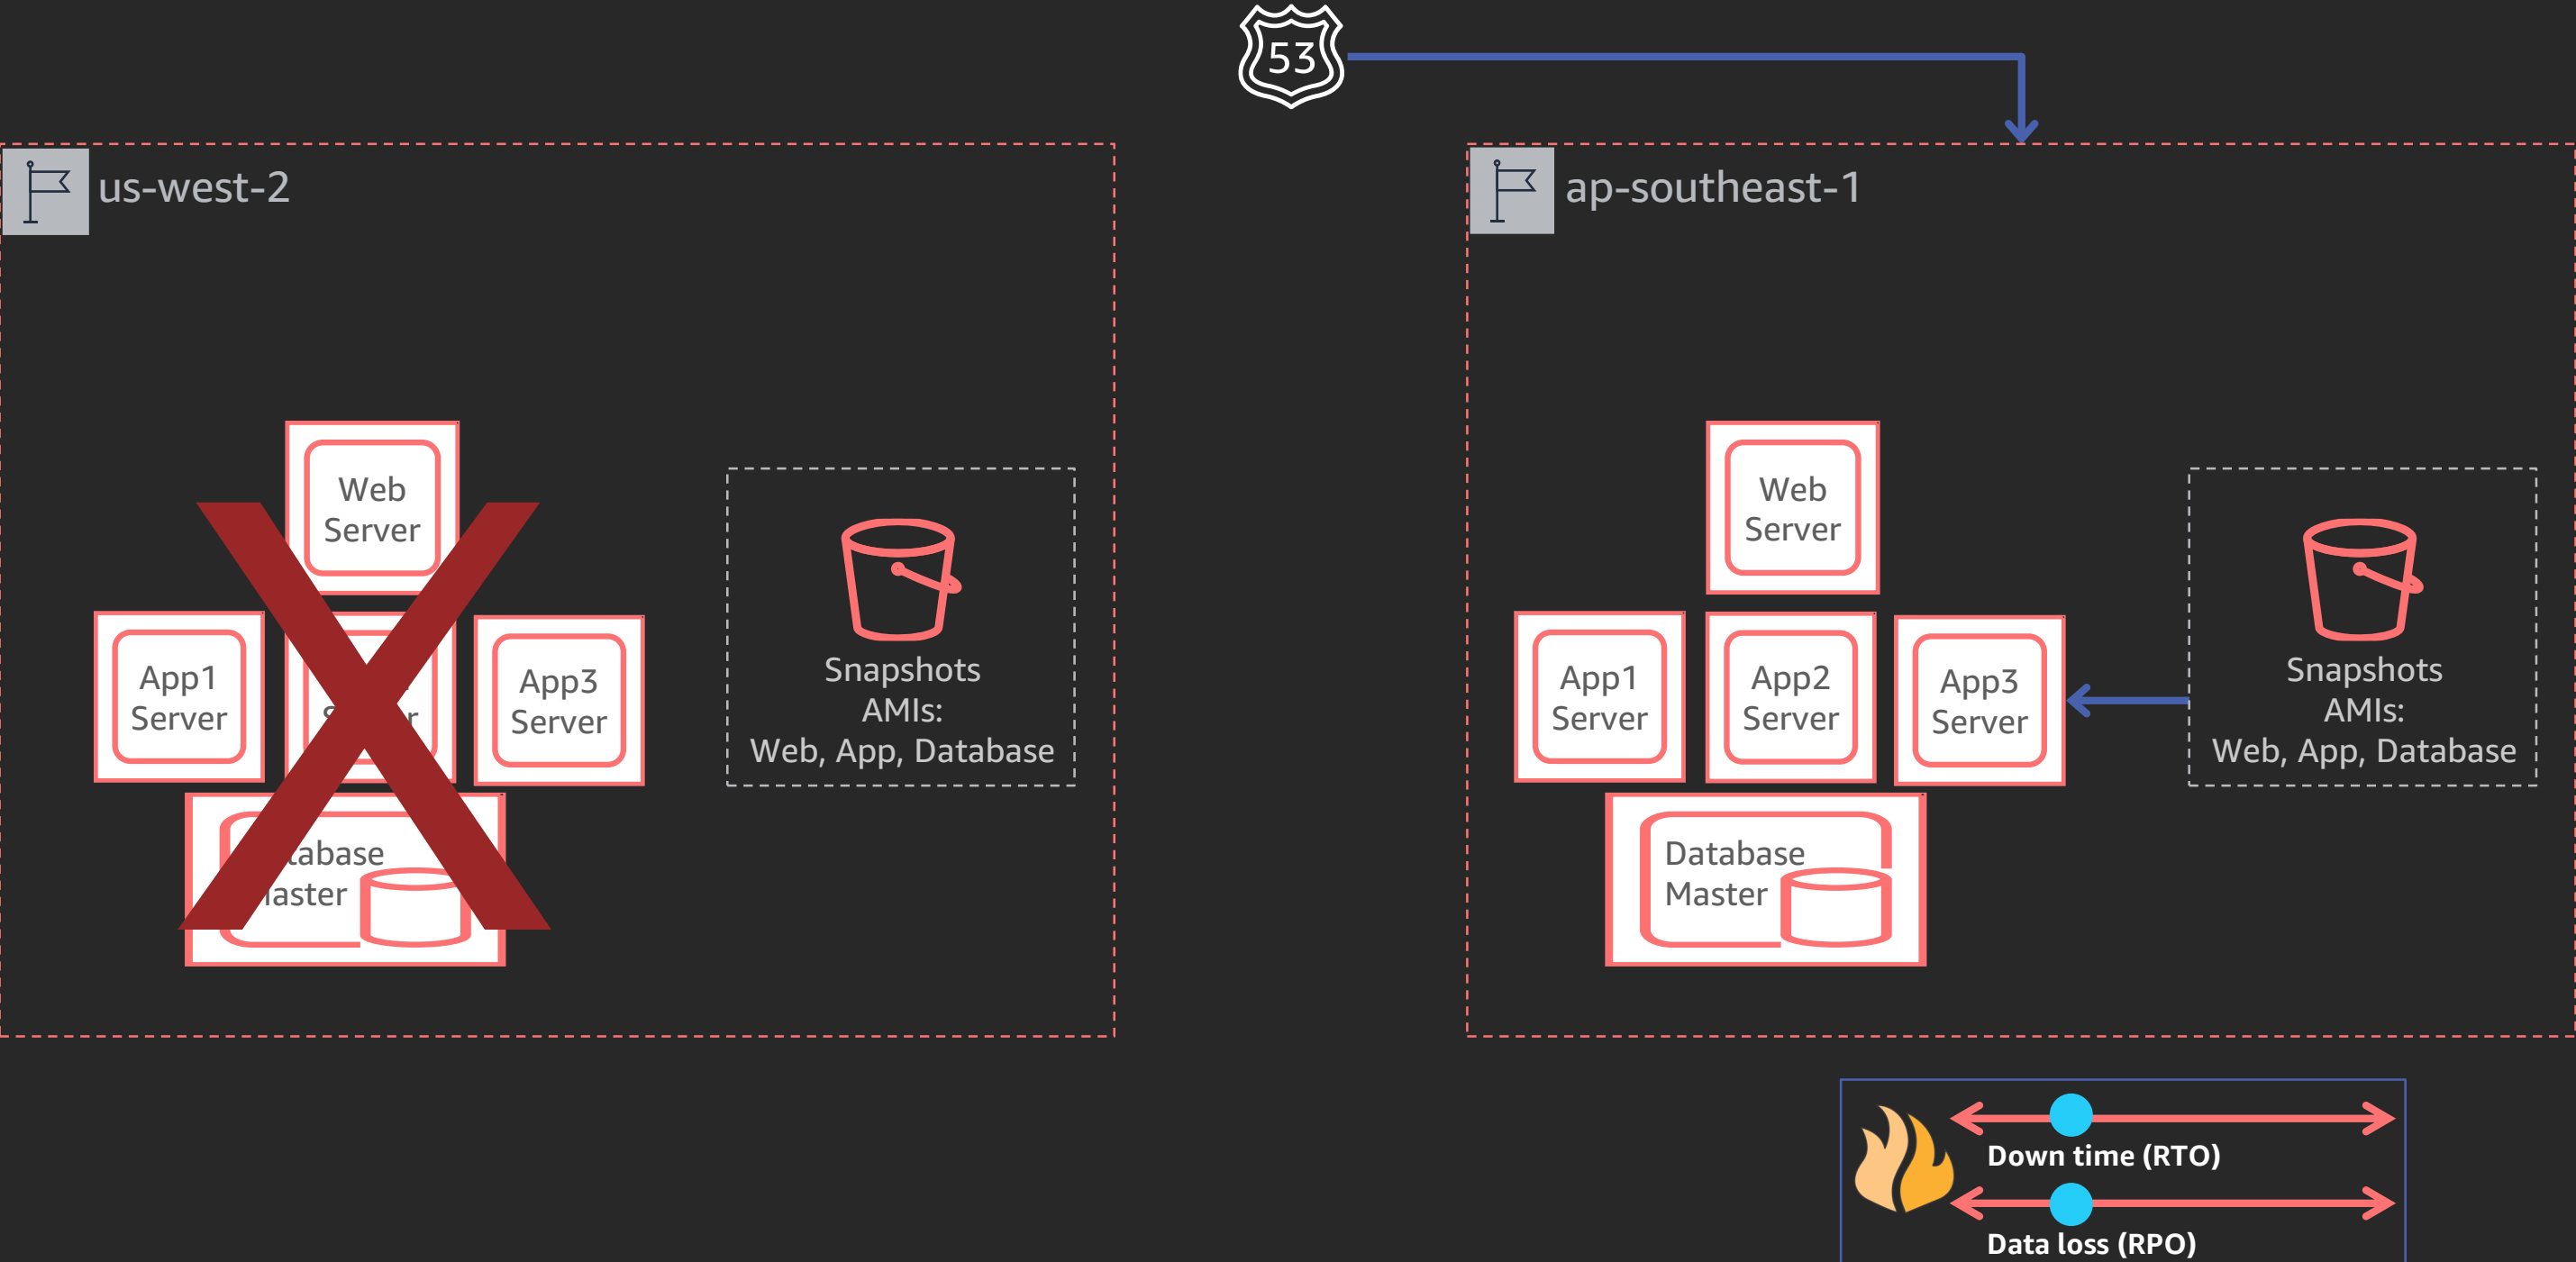 53
us-west-2
ap-southeast-1
Web
Server
App1
Server
App3
Server
Snapshots
AMIs:
Web, App, Database
Web
Server
App1
Server
App2
Server
App3
Server
Database
Master
Snapshots
AMIs:
Web, App, Database
Down time (RTO)
Data loss (RPO)